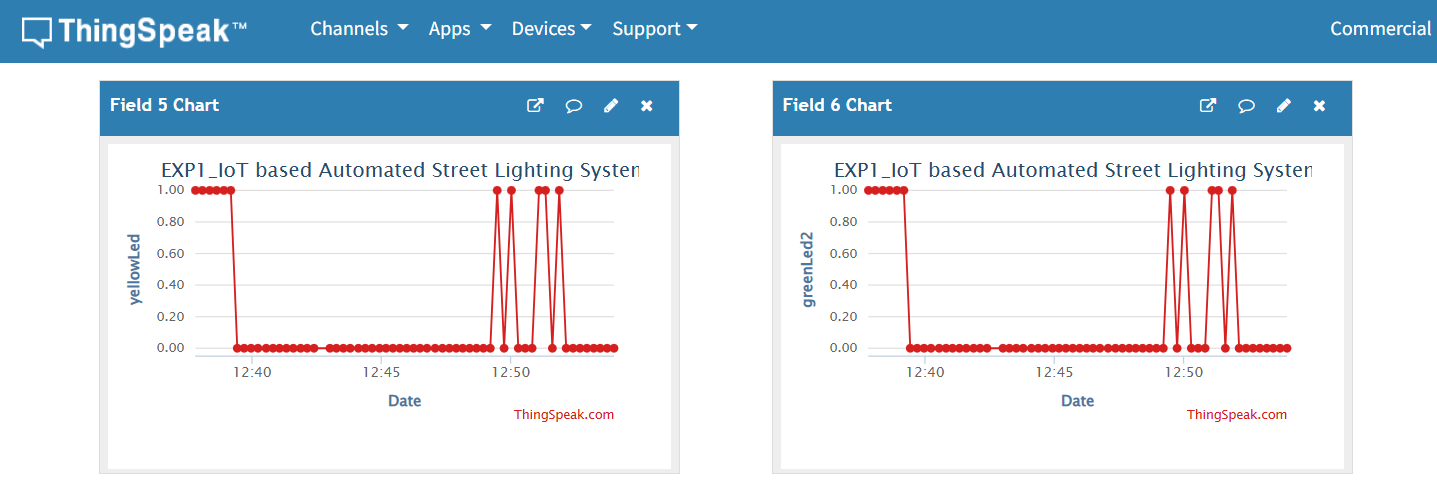 ThingSpeak™ Channels Apps Devices Support Commercial
Field 5 Chart
EXP1_IoT based Automated Street Lighting System
yellowLed
1.00
0.80
0.60
0.40
0.20
0.00
12:40 12:45 12:50
Date
ThingSpeak.com
Field 6 Chart
EXP1_IoT based Automated Street Lighting System
greenLed2
1.00
0.80
0.60
0.40
0.20
0.00
12:40 12:45 12:50
Date
ThingSpeak.com